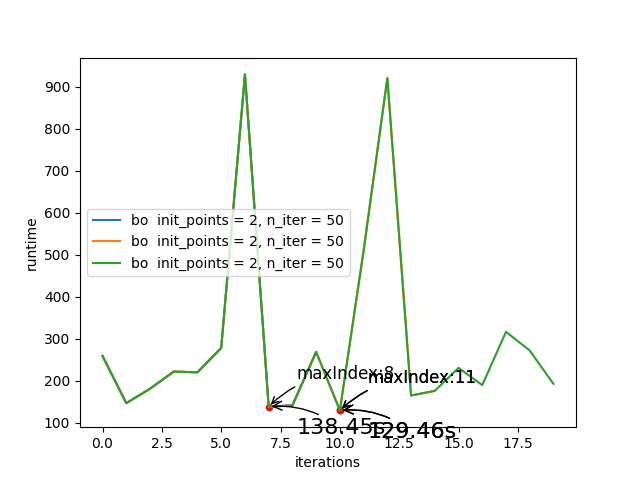 900
800
700
600
500
400
300
200
100
runtime
bo init_points = 2, n_iter = 50
bo init_points = 2, n_iter = 50
bo init_points = 2, n_iter = 50
maxIndex:8
maxIndex:11
138.45s
129.46s
0.0 2.5 5.0 7.5 10.0 12.5 15.0 17.5
iterations